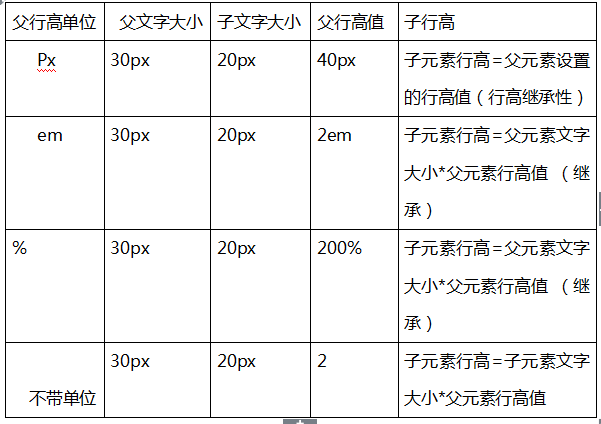 父行高单位 父文字大小 子文字大小 父行高值 子行高
Px 30px 20px 40px 子元素行高=父元素设置
的行高值（行高继承性）
em 30px 20px 2em 子元素行高=父元素文字
大小*父元素行高值 （继
承）
% 30px 20px 200% 子元素行高=父元素文字
大小*父元素行高值 （继
承）
30px 20px 2 子元素行高=子元素文字
不带单位 大小*父元素行高值